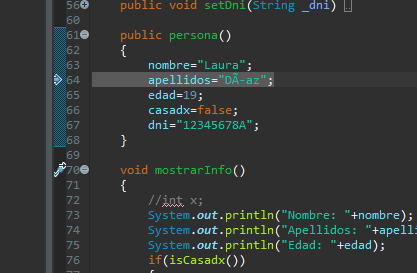 56 public void setDni(String _dni)
60
61 public persona()
62 {
63 nombre="Laura";
64 apellidos="DÃ-az";
65 edad=19;
66 casadx=false;
67 dni="12345678A";
68 }
69
70 void mostrarInfo()
71 {
72 //int x;
73 System.out.println("Nombre: "+nombre);
74 System.out.println("Apellidos: "+apell
75 System.out.println("Edad: "+edad);
76 if(isCasadx())
77 {